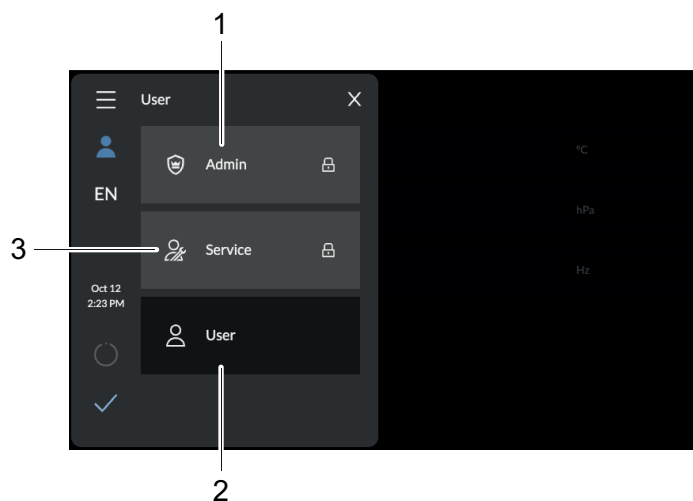 1
User
X
Admin
°C
EN
hPa
3
Service
Hz
Oct 12
2:23 PM
User
2